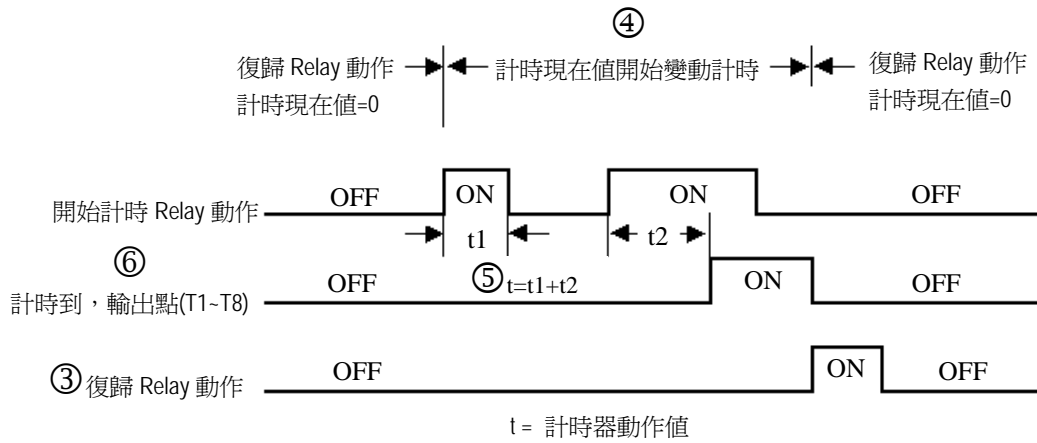 ④
復歸 Relay 動作
計時現在值=0
計時現在值開始變動計時
復歸 Relay 動作
計時現在值=0
開始計時 Relay 動作
OFF
ON
ON
OFF
t1
t2
⑥
計時到，輸出點(T1~T8)
OFF
⑤t=t1+t2
ON
OFF
③復歸 Relay 動作
OFF
ON
OFF
t = 計時器動作值